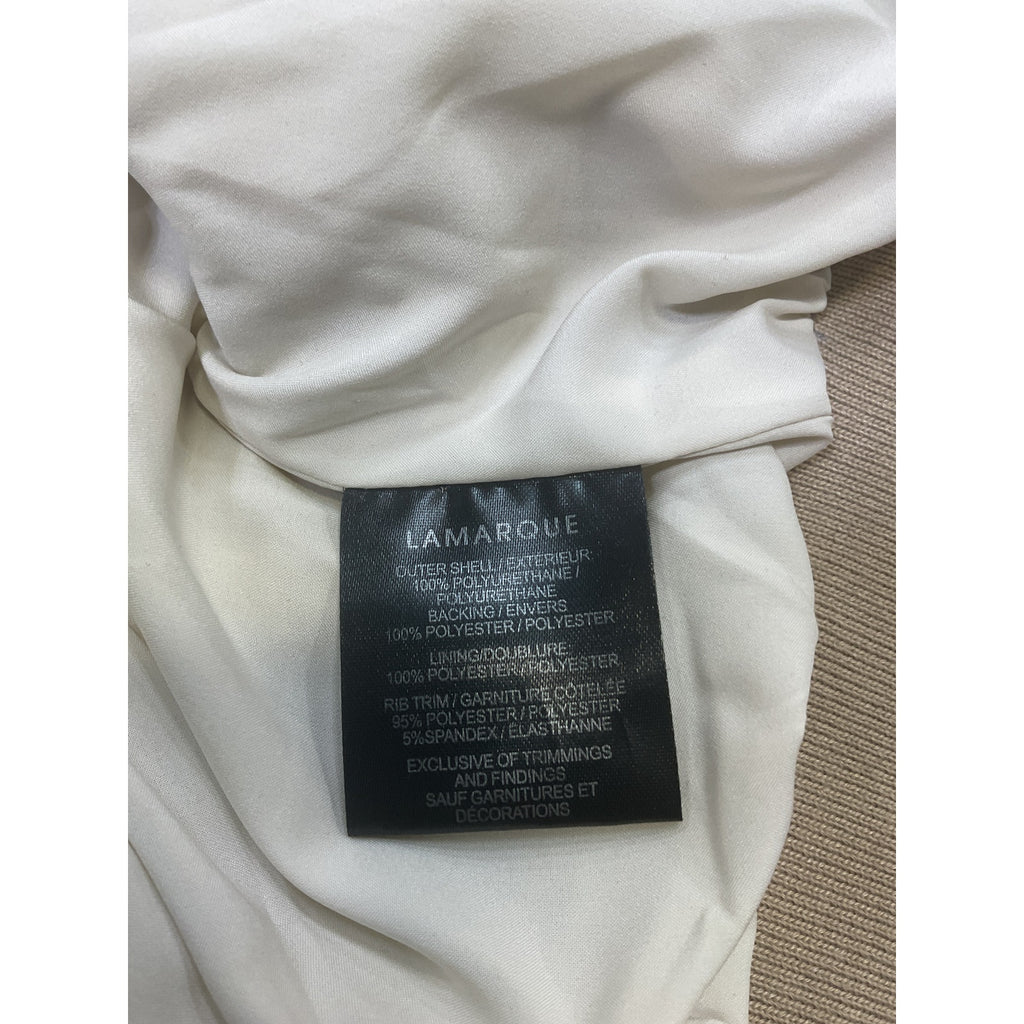 LAMARQUE
OUTER SHELL / EXTERIEUR:
100% POLYURETHANE /
POLYURÉTHANE
BACKING / ENVERS
100% POLYESTER / POLYESTER
LINING/DOUBLURE
100% POLYESTER / POLYESTER
RIB TRIM / GARNITURE CÔTELÉE
95% POLYESTER / POLYESTER
5%SPANDEX / ÉLASTHANNE
EXCLUSIVE OF TRIMMINGS
AND FINDINGS
SAUF GARNITURES ET
DÉCORATIONS